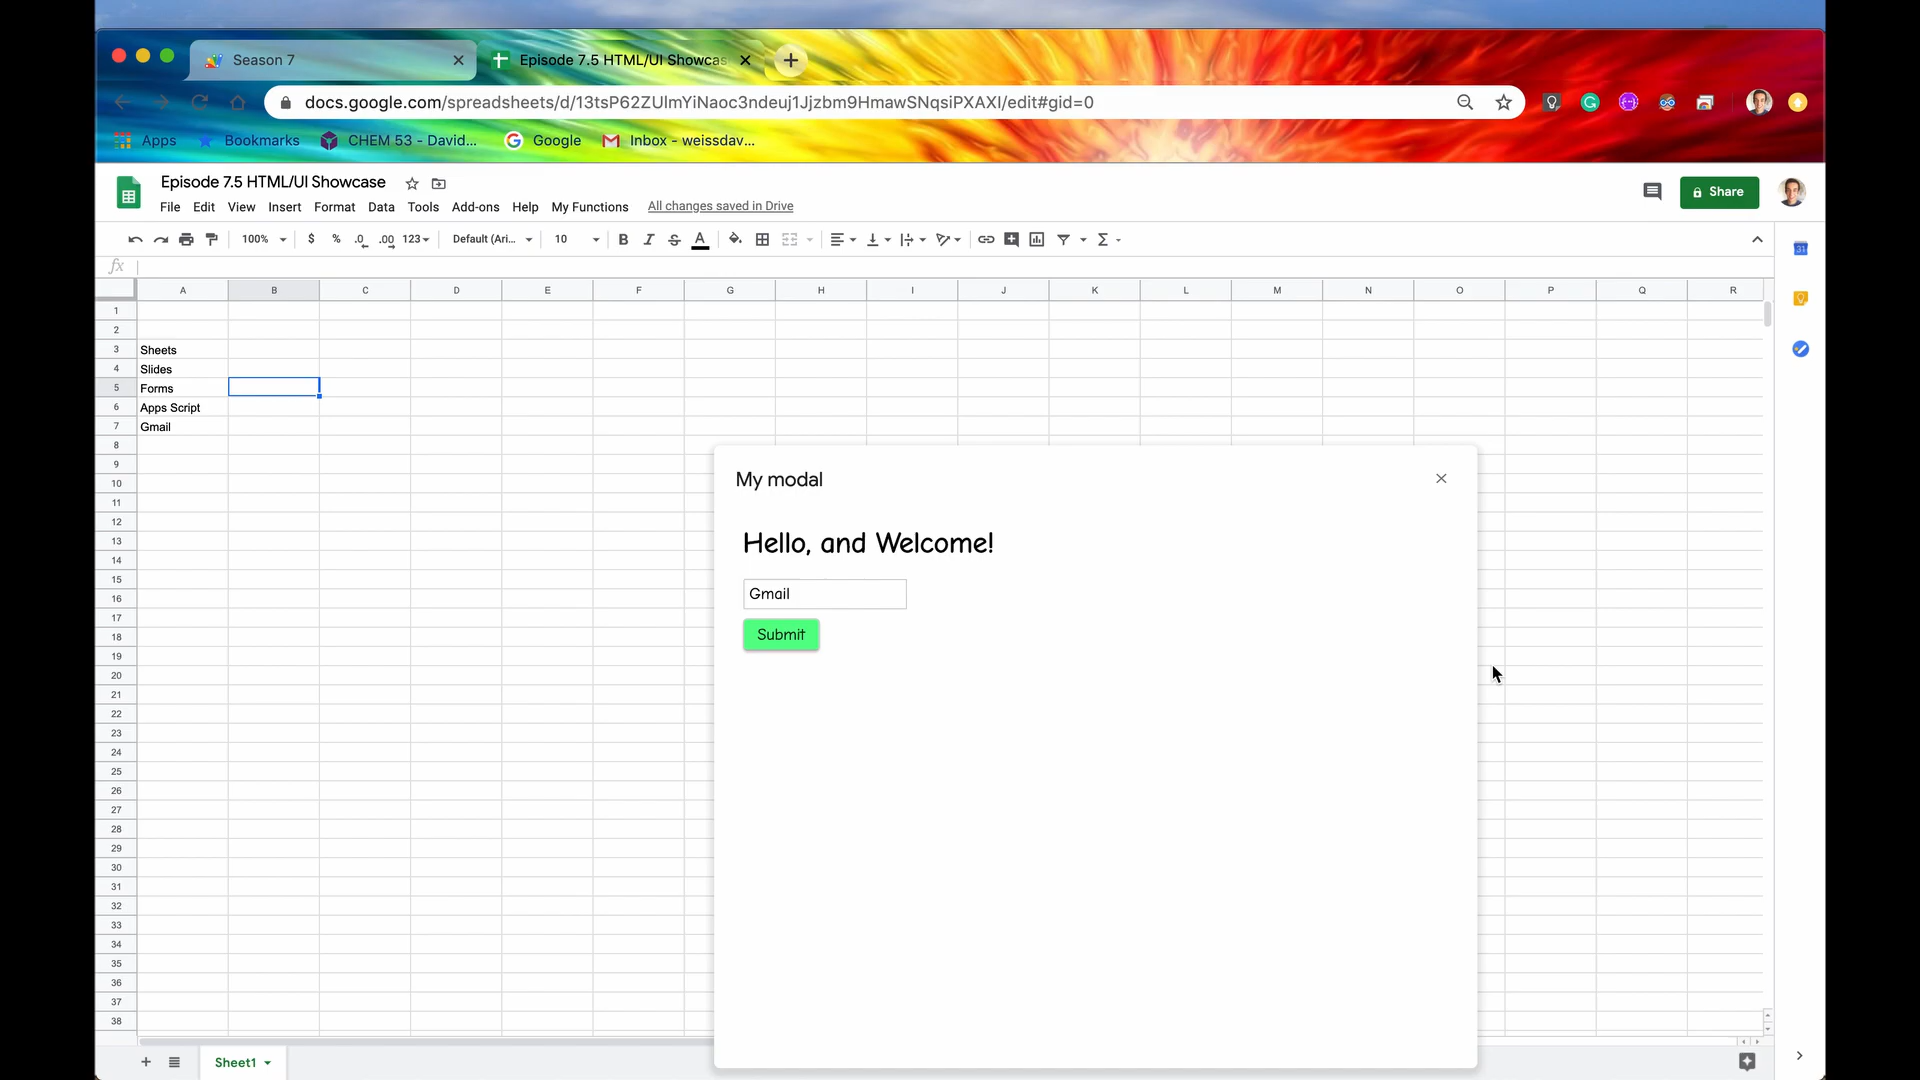 Season 7
Episode 7.5 HTML/UI Showcas
docs.google.com/spreadsheets/d/13tsP62ZUlmYiNaoc3ndeuj1Jjzbm9HmawSNqsiPXAXI/edit#gid=0
Apps Bookmarks CHEM 53 - David... Google Inbox - weissdav...
Episode 7.5 HTML/UI Showcase
File Edit View Insert Format Data Tools Add-ons Help My Functions All changes saved in Drive
Share
100% $ % .0 .00 123 Default (Ari... 10 B I S A Σ
31
fx
A B C D E F G H I J K L M N O P Q R
1
2
3 Sheets
4 Slides
5 Forms
6 Apps Script
7 Gmail
8
9
10
11
12
13
14
15
16
17
18
19
20
21
22
23
24
25
26
27
28
29
30
31
32
33
34
35
36
37
38
My modal
Hello, and Welcome!
Gmail
Submit
Sheet1